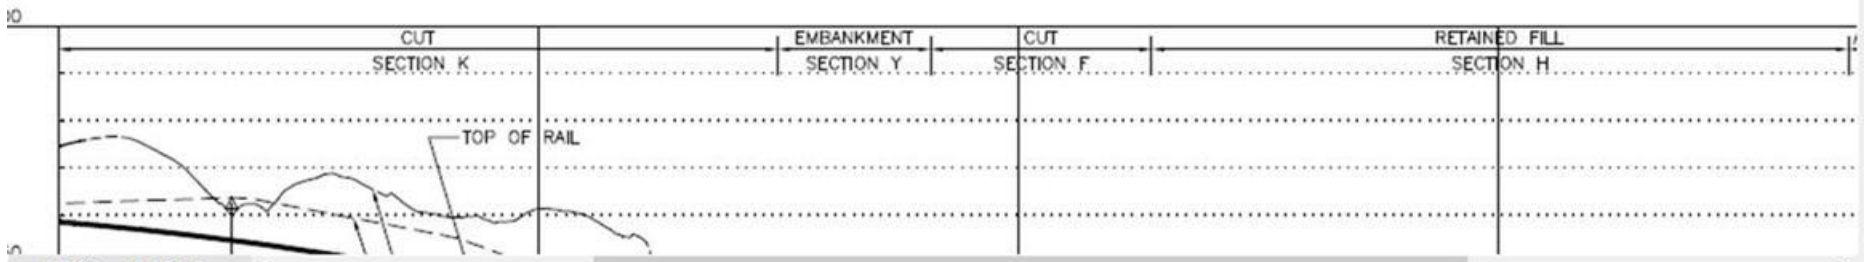 CUT EMBANKMENT CUT RETAINED FILL
SECTION K SECTION Y SECTION F SECTION H
TOP OF RAIL